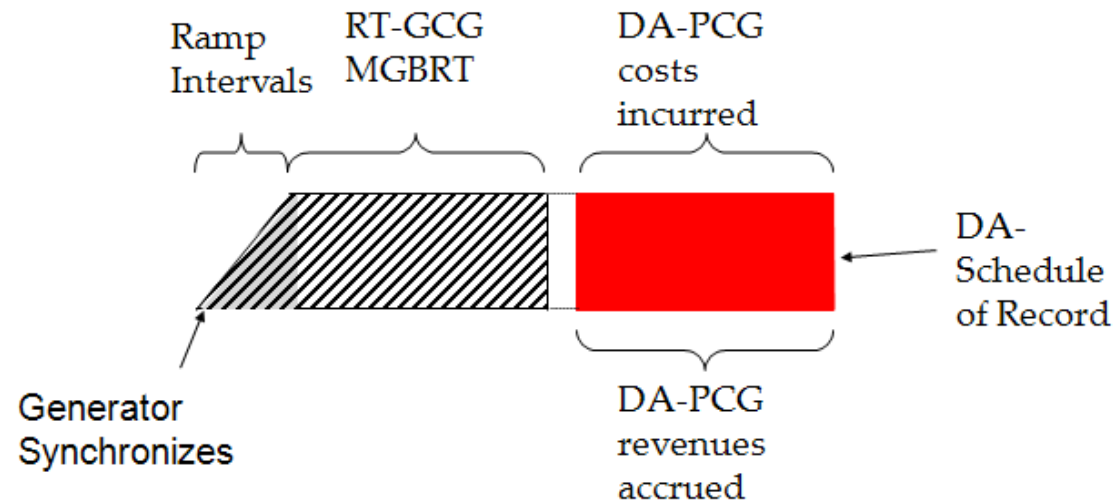 Ramp
Intervals
RT-GCG
MGBRT
DA-PCG
costs
incurred
DA-
Schedule
of Record
Generator
Synchronizes
DA-PCG
revenues
accrued